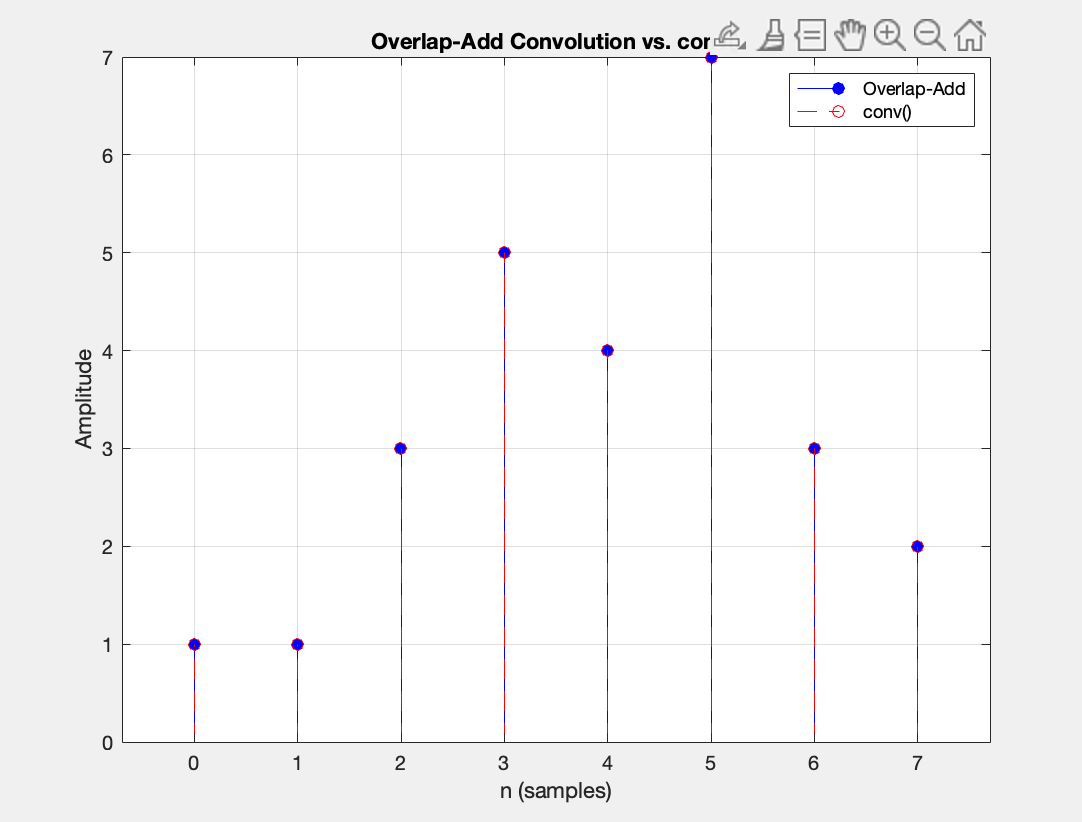 Overlap-Add Convolution vs.
Overlap-Add
conv()
7
6
5
4
3
2
1
0
Amplitude
0 1 2 3 4 5 6 7
n (samples)